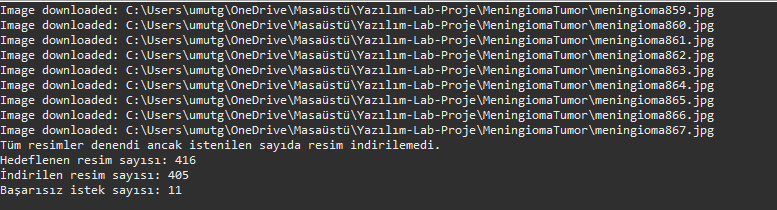 Image downloaded: C:\Users\umutg\OneDrive\Masaüstü\Yazılım-Lab-Proje\MeningiomaTumor\meningioma859.jpg
Image downloaded: C:\Users\umutg\OneDrive\Masaüstü\Yazılım-Lab-Proje\MeningiomaTumor\meningioma860.jpg
Image downloaded: C:\Users\umutg\OneDrive\Masaüstü\Yazılım-Lab-Proje\MeningiomaTumor\meningioma861.jpg
Image downloaded: C:\Users\umutg\OneDrive\Masaüstü\Yazılım-Lab-Proje\MeningiomaTumor\meningioma862.jpg
Image downloaded: C:\Users\umutg\OneDrive\Masaüstü\Yazılım-Lab-Proje\MeningiomaTumor\meningioma863.jpg
Image downloaded: C:\Users\umutg\OneDrive\Masaüstü\Yazılım-Lab-Proje\MeningiomaTumor\meningioma864.jpg
Image downloaded: C:\Users\umutg\OneDrive\Masaüstü\Yazılım-Lab-Proje\MeningiomaTumor\meningioma865.jpg
Image downloaded: C:\Users\umutg\OneDrive\Masaüstü\Yazılım-Lab-Proje\MeningiomaTumor\meningioma866.jpg
Image downloaded: C:\Users\umutg\OneDrive\Masaüstü\Yazılım-Lab-Proje\MeningiomaTumor\meningioma867.jpg
Tüm resimler denendi ancak istenilen sayıda resim indirilemedi.
Hedeflenen resim sayısı: 416
İndirilen resim sayısı: 405
Başarısız istek sayısı: 11